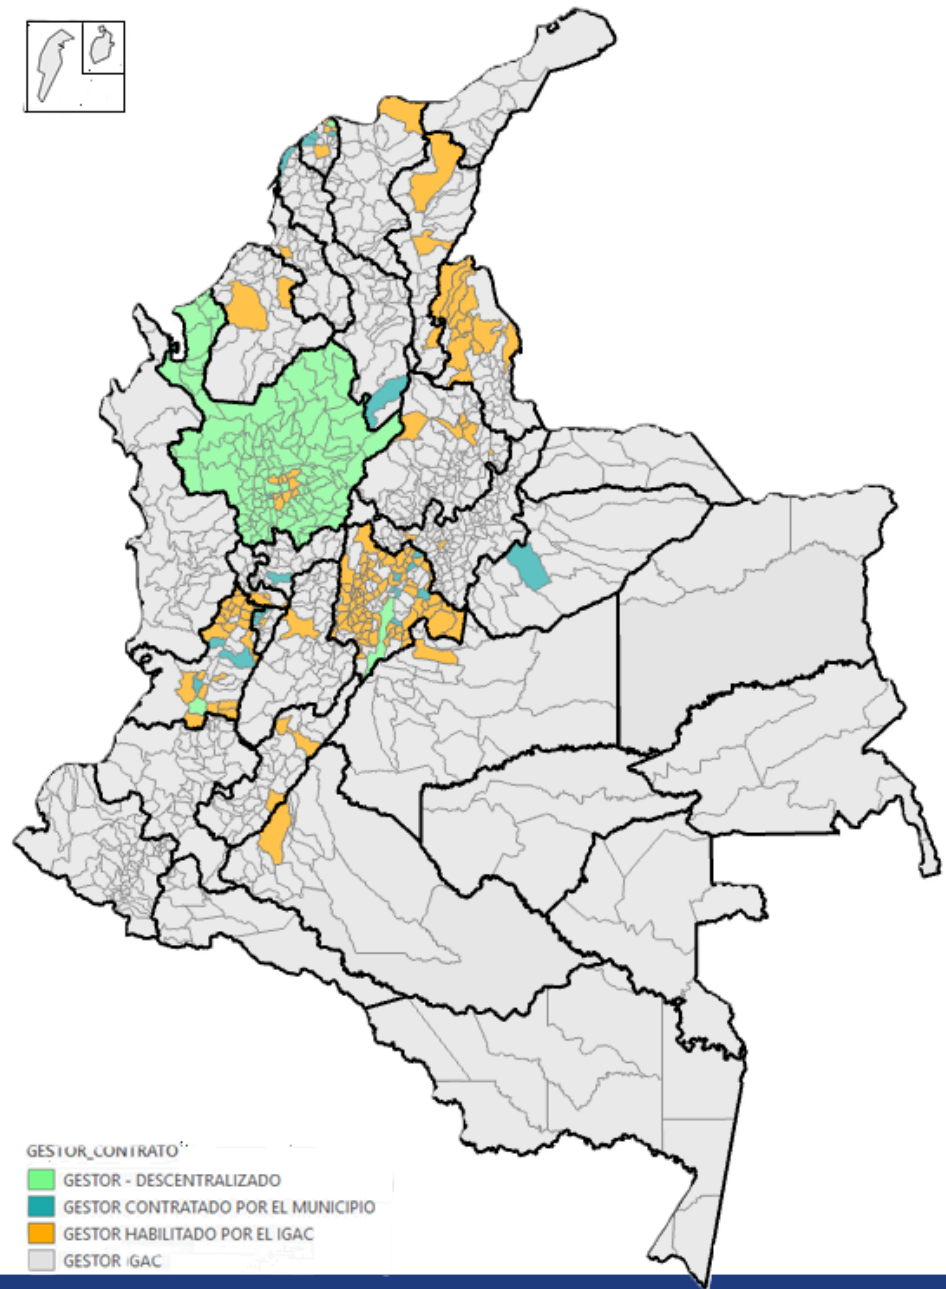 GESTOR_CONTRATO
GESTOR - DESCENTRALIZADO
GESTOR CONTRATADO POR EL MUNICIPIO
GESTOR HABILITADO POR EL IGAC
GESTOR IGAC